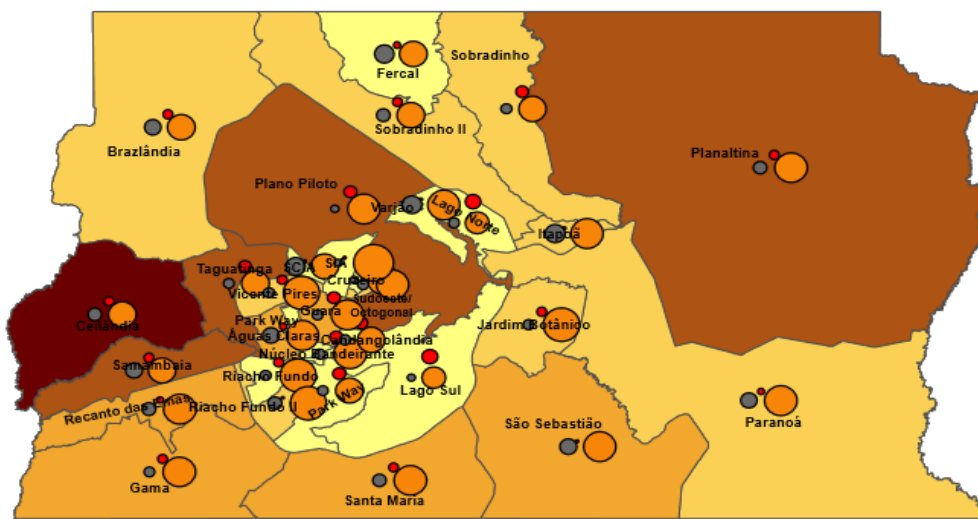 Fercal
Sobradinho
Sobradinho II
Brazlândia
Planaltina
Plano Piloto
Varjão
Lago Norte
Itapoã
Taguatinga
SCIA
SIA
Cruzeiro
Vicente Pires
Sudoeste/
Octogonal
Ceilândia
Park Way
Guara
Águas Claras
Candangolândia
Jardim Botânico
Núcleo Bandeirante
Samambaia
Riacho Fundo
Lago Sul
Recanto das Emas
Riacho Fundo II
Park Way
Paranoá
São Sebastião
Gama
Santa Maria